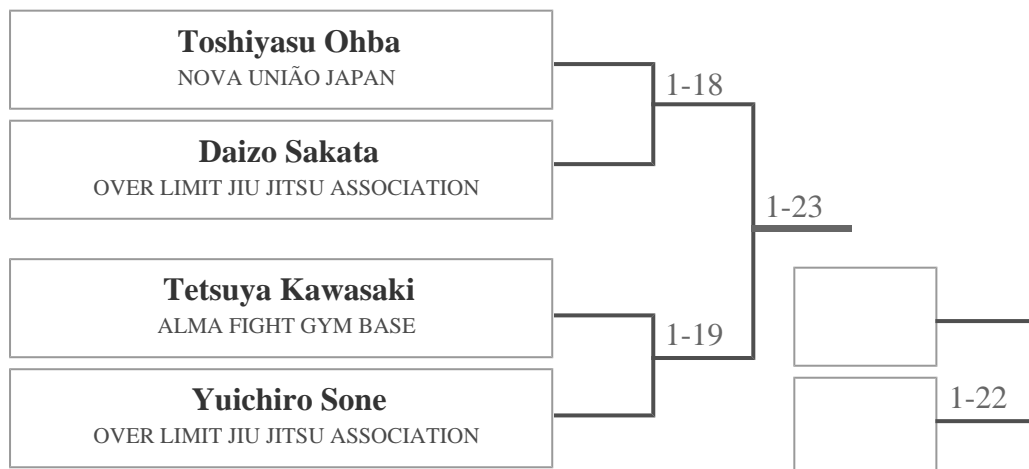 Toshiyasu Ohba
NOVA UNIÃO JAPAN
1-18
Daizo Sakata
OVER LIMIT JIU JITSU ASSOCIATION
1-23
Tetsuya Kawasaki
ALMA FIGHT GYM BASE
1-19
Yuichiro Sone
OVER LIMIT JIU JITSU ASSOCIATION
1-22